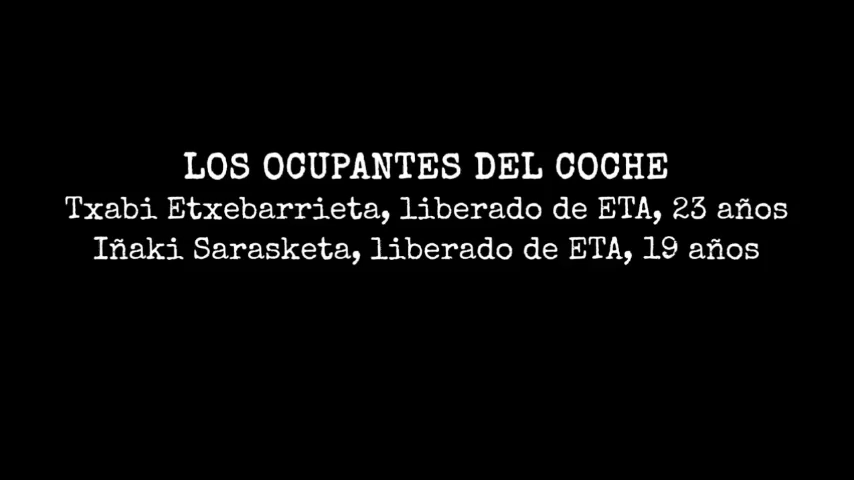 LOS OCUPANTES DEL COCHE
Txabi Etxebarrieta, liberado de ETA, 23 años
Iñaki Sarasketa, liberado de ETA, 19 años